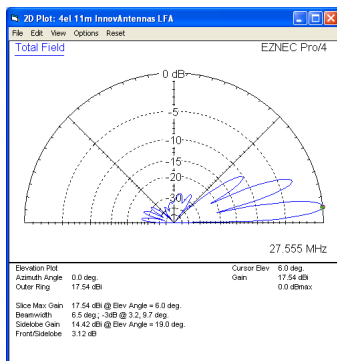 2D Plot: 4el 11m InnovAntennas LFA
File Edit View Options Reset
Total Field EZNEC Pro/4
0 dB
-5
-10
-15
-20
-30
27.555 MHz
Elevation Plot Cursor Elev 6.0 deg.
Azimuth Angle 0.0 deg. Gain 17.54 dBi
Outer Ring 17.54 dBi 0.0 dBmax
Slice Max Gain 17.54 dBi @ Elev Angle = 6.0 deg.
Beamwidth 6.5 deg.; -3dB @ 3.2, 9.7 deg.
Sidelobe Gain 14.42 dBi @ Elev Angle = 19.0 deg.
Front/Sidelobe 3.12 dB